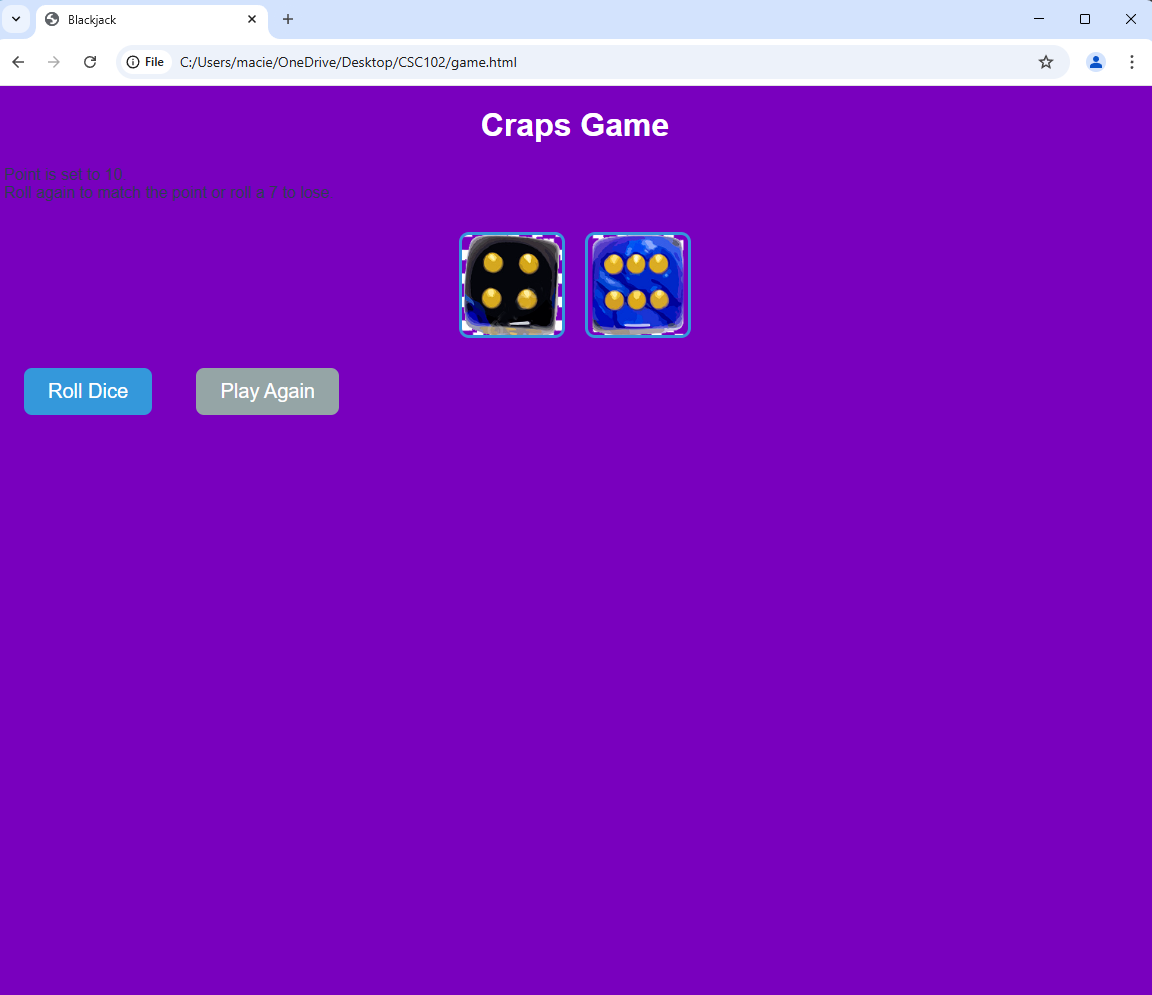 Blackjack
File
C:/Users/macie/OneDrive/Desktop/CSC102/game.html
Craps Game
Point is set to 10.
Roll again to match the point or roll a 7 to lose.
Roll Dice
Play Again